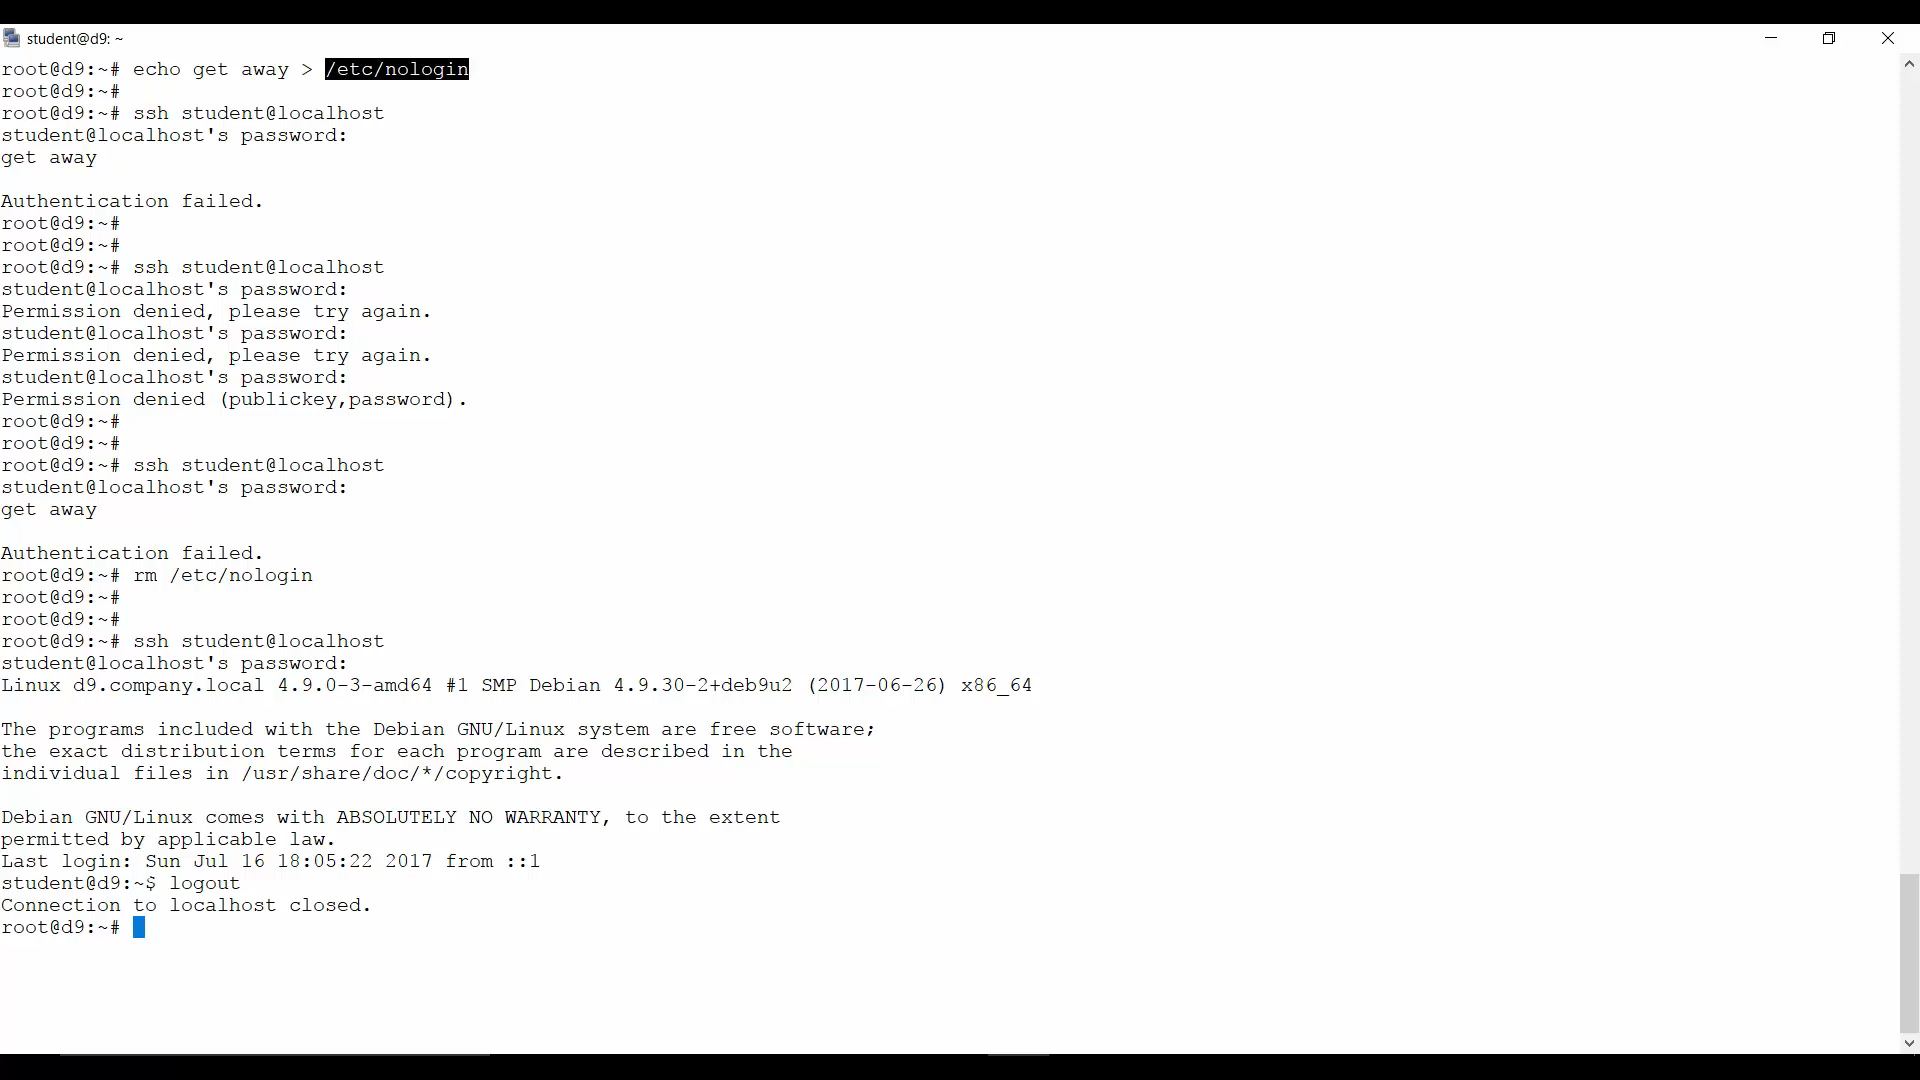 student@d9: ~
root@d9:~# echo get away > /etc/nologin
root@d9:~#
root@d9:~# ssh student@localhost
student@localhost's password:
get away
Authentication failed.
root@d9:~#
root@d9:~#
root@d9:~# ssh student@localhost
student@localhost's password:
Permission denied, please try again.
student@localhost's password:
Permission denied, please try again.
student@localhost's password:
Permission denied (publickey,password).
root@d9:~#
root@d9:~#
root@d9:~# ssh student@localhost
student@localhost's password:
get away
Authentication failed.
root@d9:~# rm /etc/nologin
root@d9:~#
root@d9:~#
root@d9:~# ssh student@localhost
student@localhost's password:
Linux d9.company.local 4.9.0-3-amd64 #1 SMP Debian 4.9.30-2+deb9u2 (2017-06-26) x86_64
The programs included with the Debian GNU/Linux system are free software;
the exact distribution terms for each program are described in the
individual files in /usr/share/doc/*/copyright.
Debian GNU/Linux comes with ABSOLUTELY NO WARRANTY, to the extent
permitted by applicable law.
Last login: Sun Jul 16 18:05:22 2017 from ::1
student@d9:~$ logout
Connection to localhost closed.
root@d9:~#